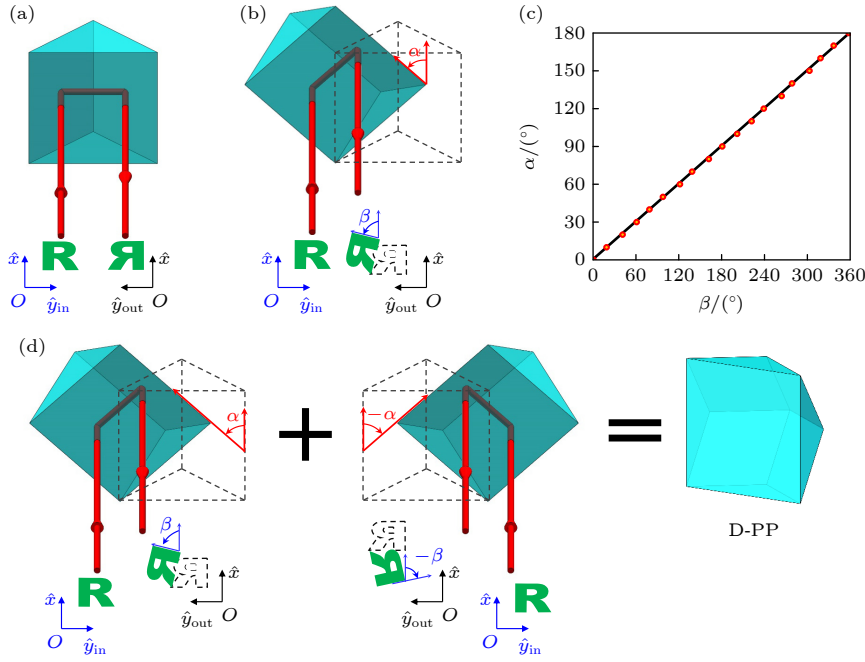 (a)
R Я
x̂ x̂
O ŷin ŷout O
(b)
α
β
R R R
x̂ x̂
O ŷin ŷout O
(c)
180
150
120
90
60
30
0
α/(°)
0 60 120 180 240 300 360
β/(°)
(d)
α
β
R R R
x̂ x̂
O ŷin ŷout O
+
−α
−β
Я Я R
x̂ x̂
ŷout O O ŷin
=
D-PP